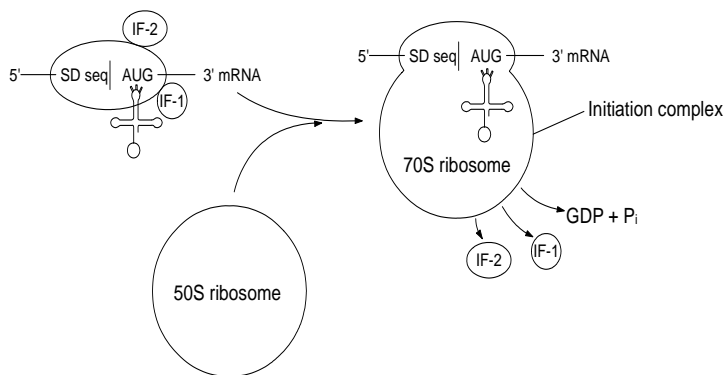 IF-2
5' SD seq AUG 3' mRNA
IF-1
50S ribosome
5' SD seq AUG 3' mRNA
Initiation complex
70S ribosome
GDP + Pi
IF-2
IF-1